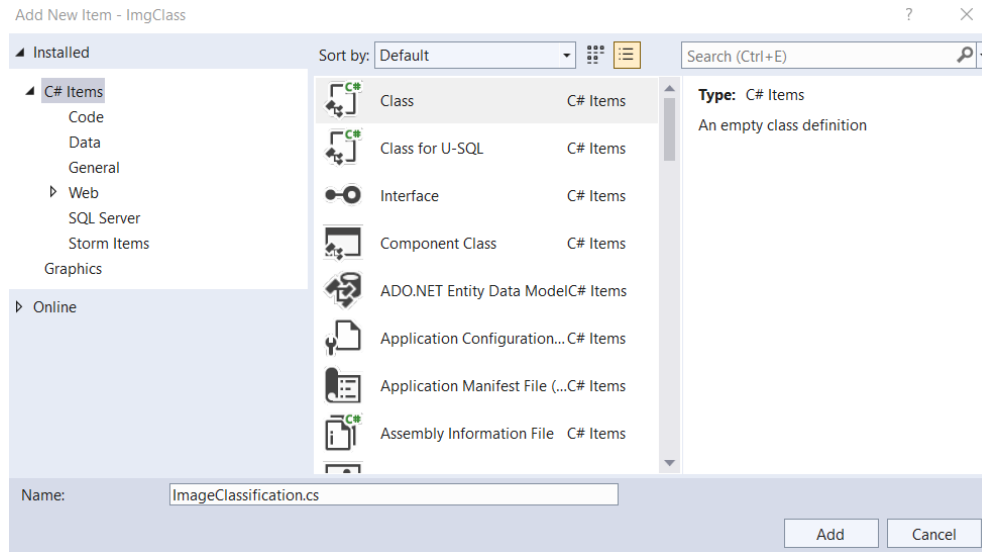 Add New Item - ImgClass ?
Installed
Sort by: Default
Search (Ctrl+E)
C# Items
Code
Data
General
Web
SQL Server
Storm Items
Graphics
Online
C# Class C# Items
C# Class for U-SQL C# Items
Interface C# Items
Component Class C# Items
ADO.NET Entity Data Model C# Items
Application Configuration... C# Items
Application Manifest File (... C# Items
C# Assembly Information File C# Items
Type: C# Items
An empty class definition
Name: ImageClassification.cs
Add Cancel